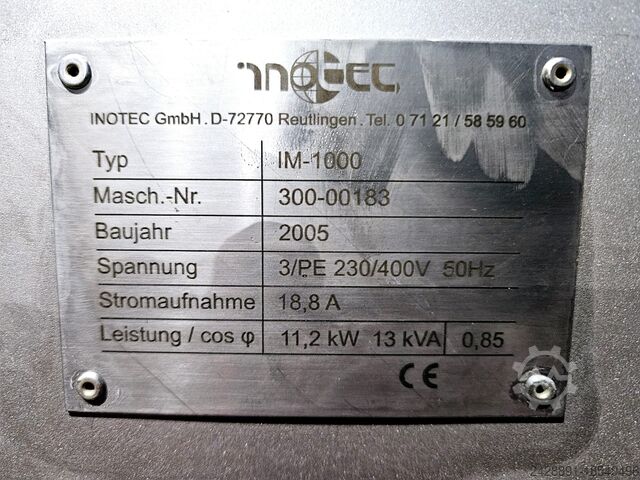 INOTEC
INOTEC GmbH . D-72770 Reutlingen . Tel. 0 71 21 / 58 59 60
Typ IM-1000
Masch.-Nr. 300-00183
Baujahr 2005
Spannung 3/PE 230/400V 50Hz
Stromaufnahme 18,8 A
Leistung / cos φ 11,2 kW 13 kVA 0,85
CE